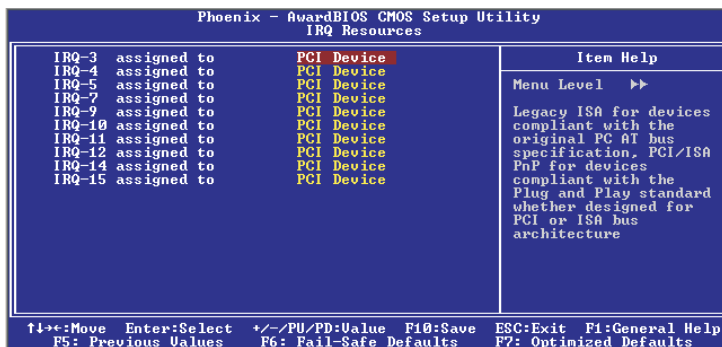 Phoenix - AwardBIOS CMOS Setup Utility
IRQ Resources
IRQ-3 assigned to PCI Device
IRQ-4 assigned to PCI Device
IRQ-5 assigned to PCI Device
IRQ-7 assigned to PCI Device
IRQ-9 assigned to PCI Device
IRQ-10 assigned to PCI Device
IRQ-11 assigned to PCI Device
IRQ-12 assigned to PCI Device
IRQ-14 assigned to PCI Device
IRQ-15 assigned to PCI Device
Item Help
Menu Level ▸▸
Legacy ISA for devices
compliant with the
original PC AT bus
specification, PCI/ISA
PnP for devices
compliant with the
Plug and Play standard
whether designed for
PCI or ISA bus
architecture
↑↓→←:Move Enter:Select +/-/PU/PD:Value F10:Save ESC:Exit F1:General Help
F5: Previous Values F6: Fail-Safe Defaults F7: Optimized Defaults